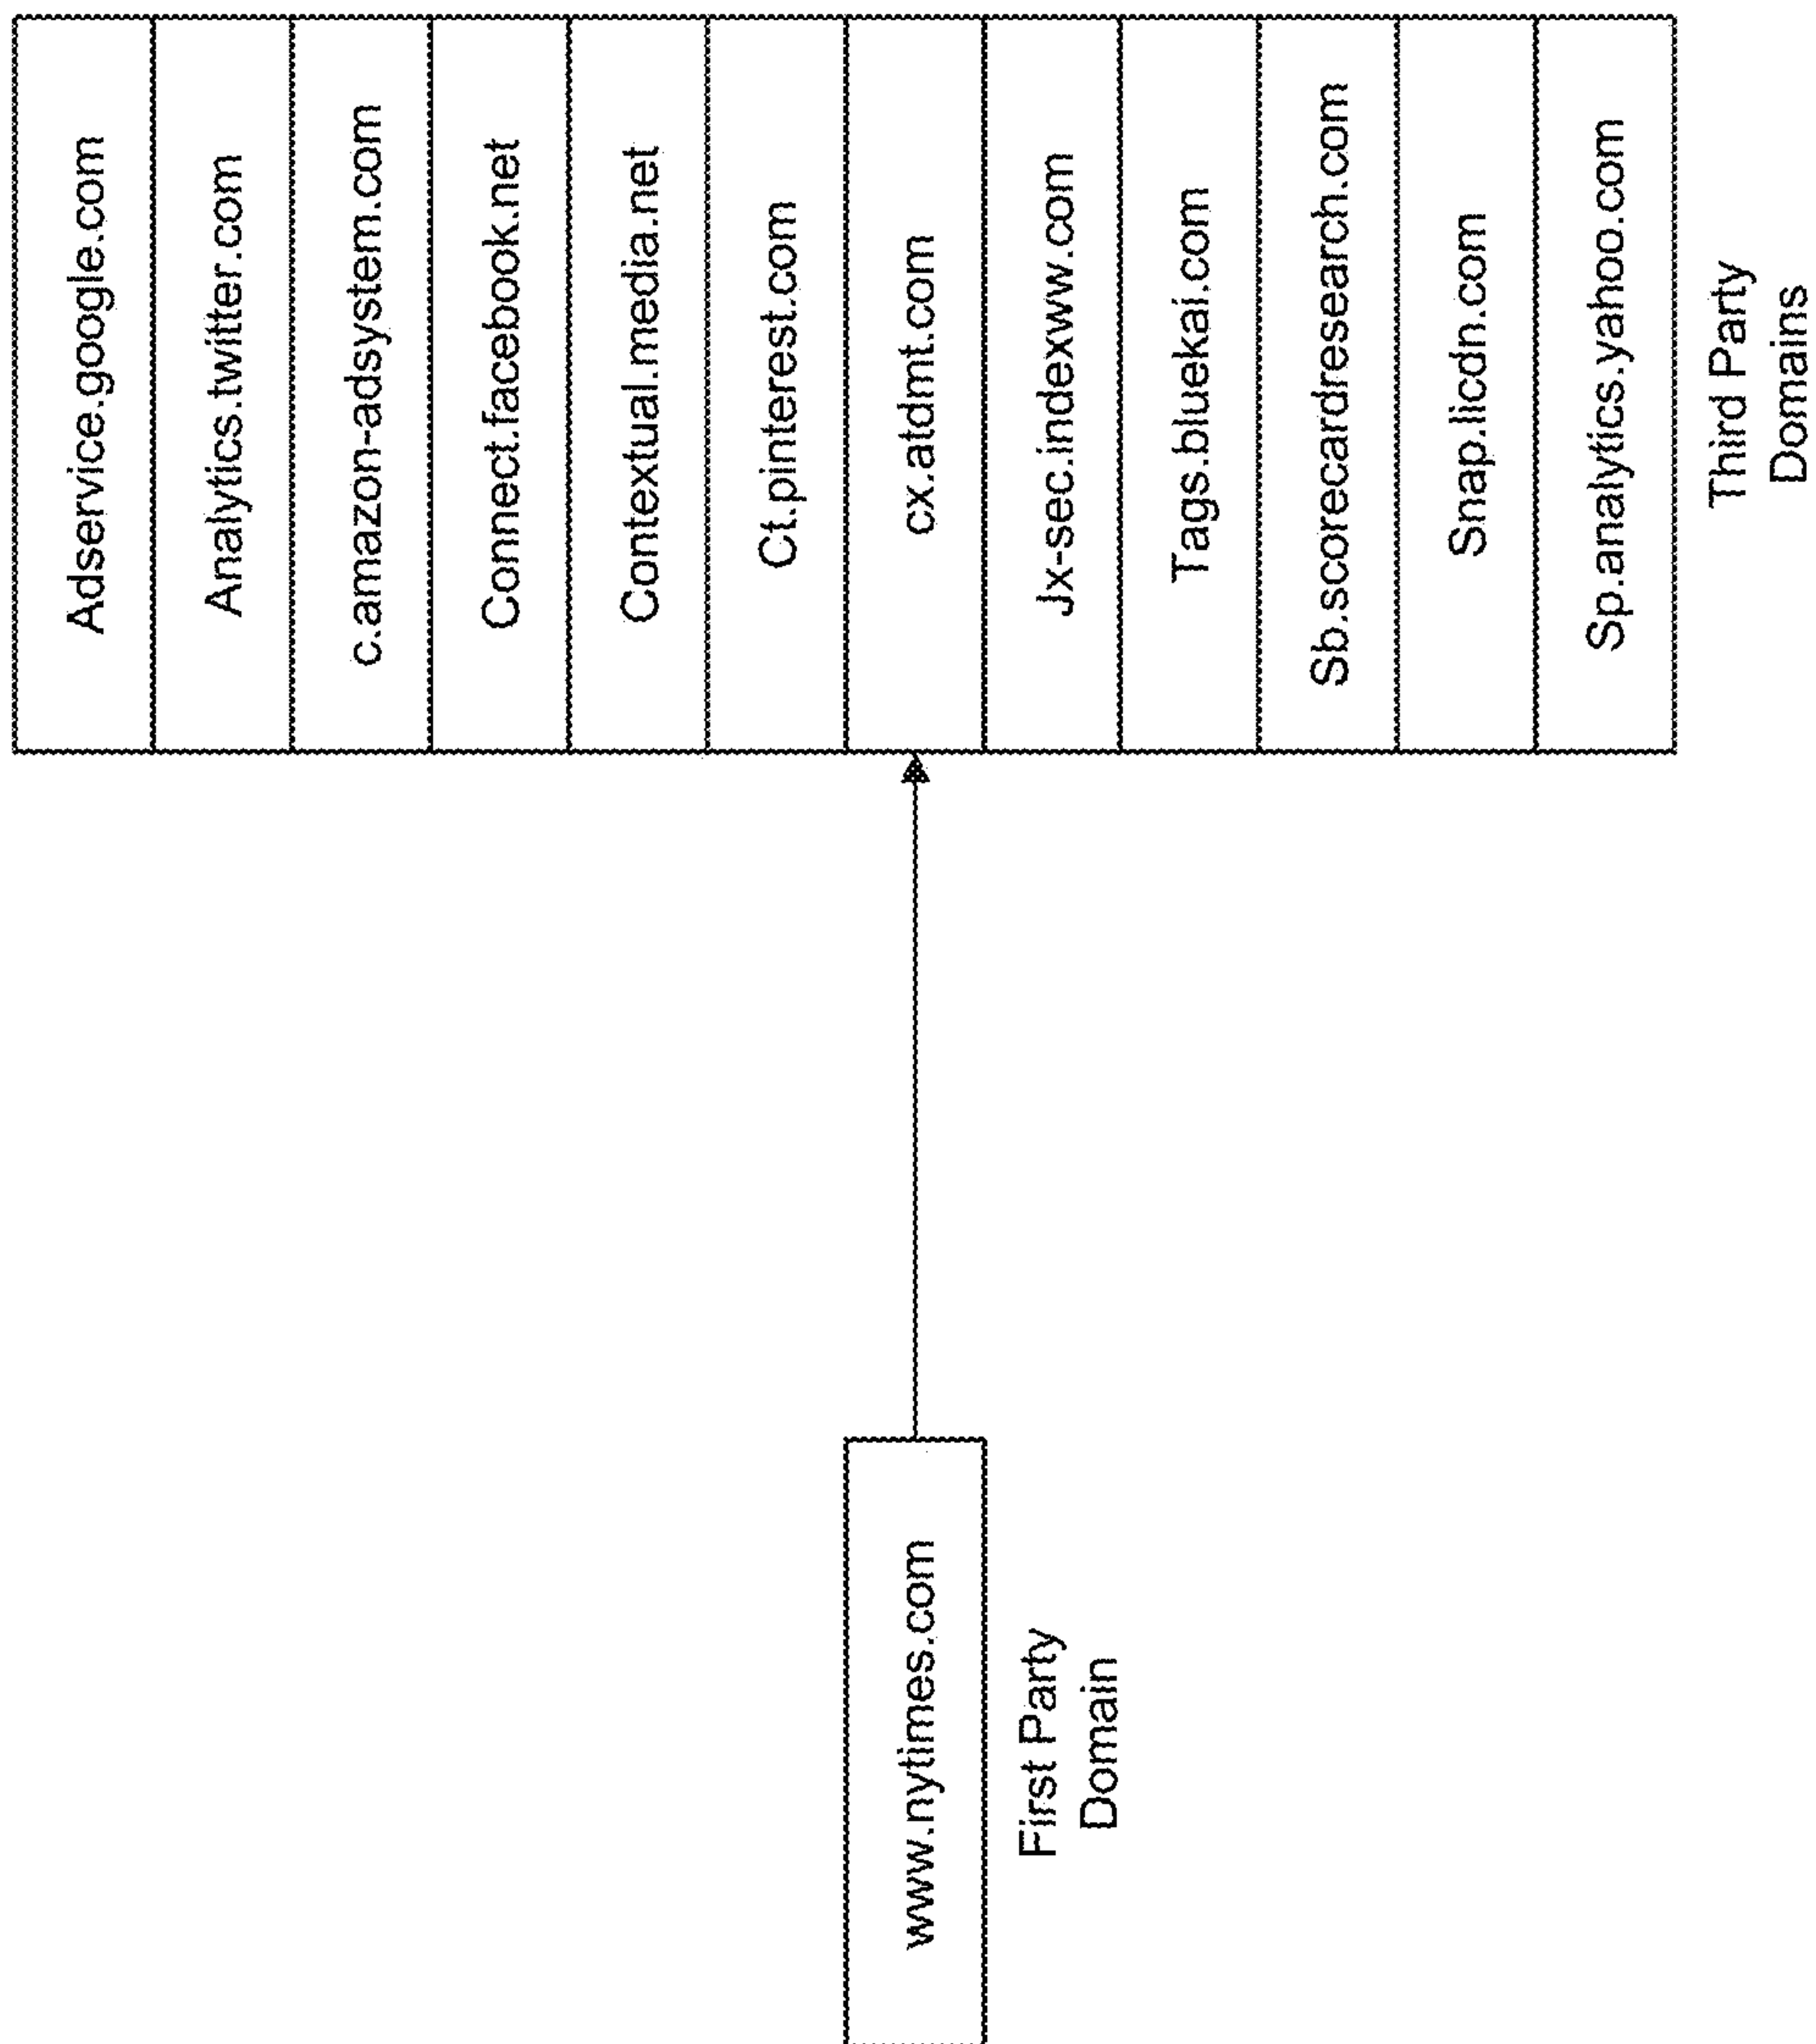 www.nytimes.com
First Party
Domain
Adservice.google.com
Analytics.twitter.com
c.amazon-adsystem.com
Connect.facebook.net
Contextual.media.net
Ct.pinterest.com
cx.atdmt.com
Jx-sec.indexww.com
Tags.bluekai.com
Sb.scorecardresearch.com
Snap.licdn.com
Sp.analytics.yahoo.com
Third Party
Domains